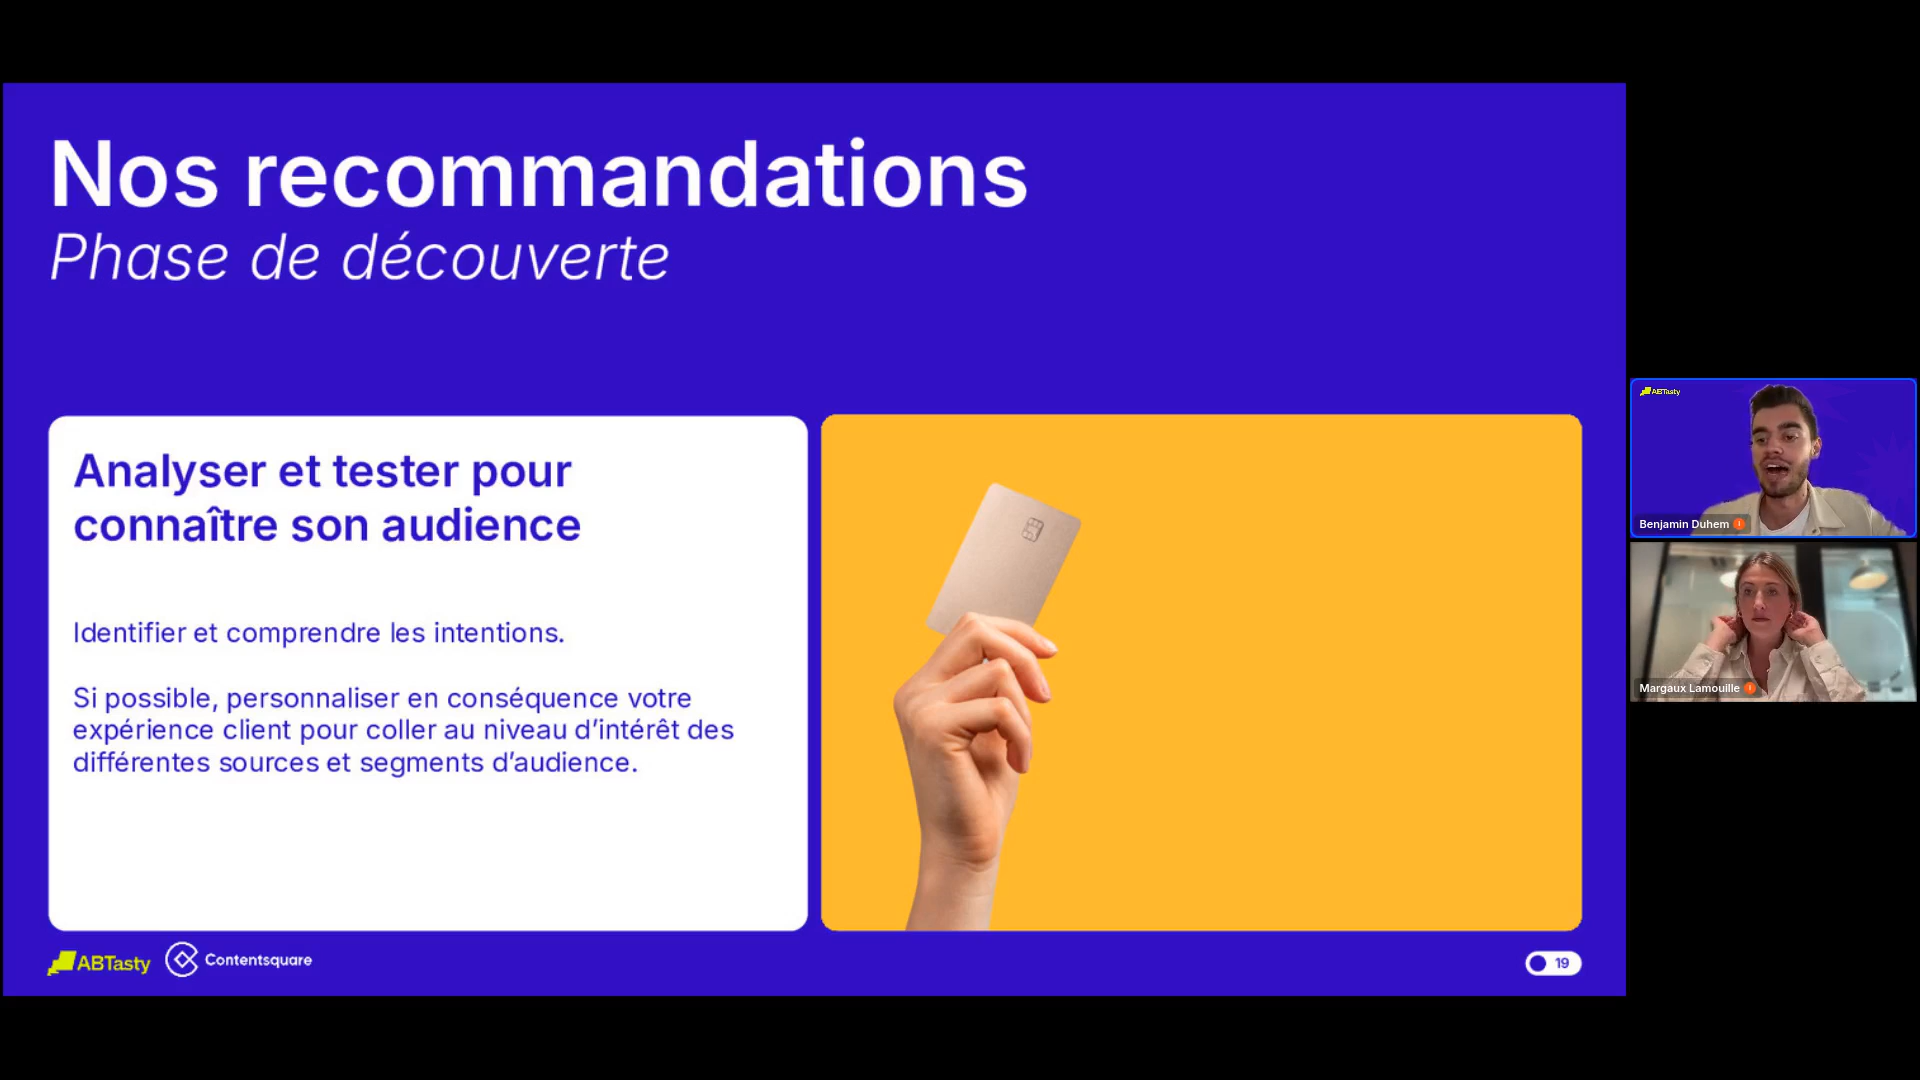 Nos recommandations
Phase de découverte
Analyser et tester pour
connaître son audience
Identifier et comprendre les intentions.
Si possible, personnaliser en conséquence votre
expérience client pour coller au niveau d’intérêt des
différentes sources et segments d’audience.
ABTasty
Contentsquare
19
ABTasty
Benjamin Duhem
Margaux Lamouille